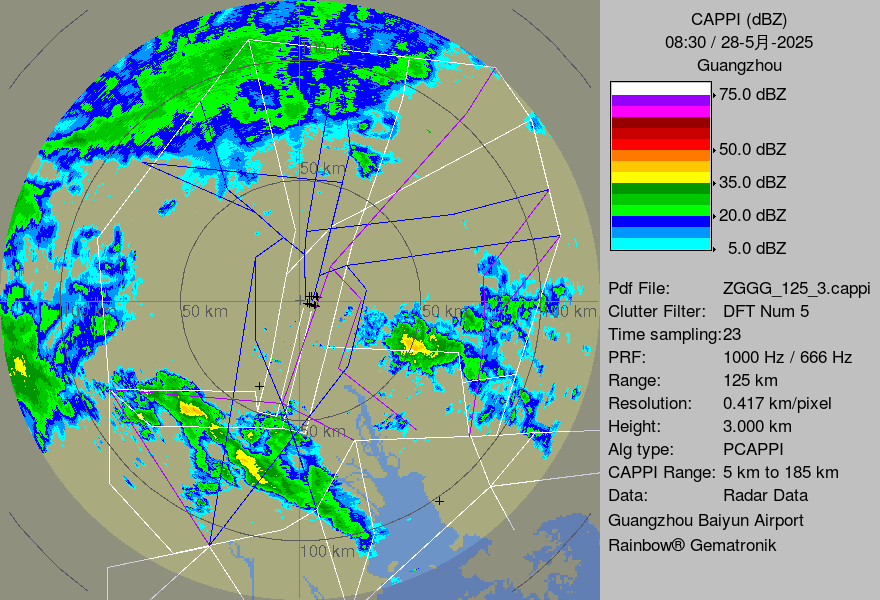 CAPPI (dBZ)
08:30 / 28-5月-2025
Guangzhou
75.0 dBZ
50.0 dBZ
35.0 dBZ
20.0 dBZ
5.0 dBZ
Pdf File: ZGGG_125_3.cappi
Clutter Filter: DFT Num 5
Time sampling:23
PRF: 1000 Hz / 666 Hz
Range: 125 km
Resolution: 0.417 km/pixel
Height: 3.000 km
Alg type: PCAPPI
CAPPI Range: 5 km to 185 km
Data: Radar Data
Guangzhou Baiyun Airport
Rainbow® Gematronik
100 km
50 km
100 km
50 km
50 km
100 km
50 km
100 km